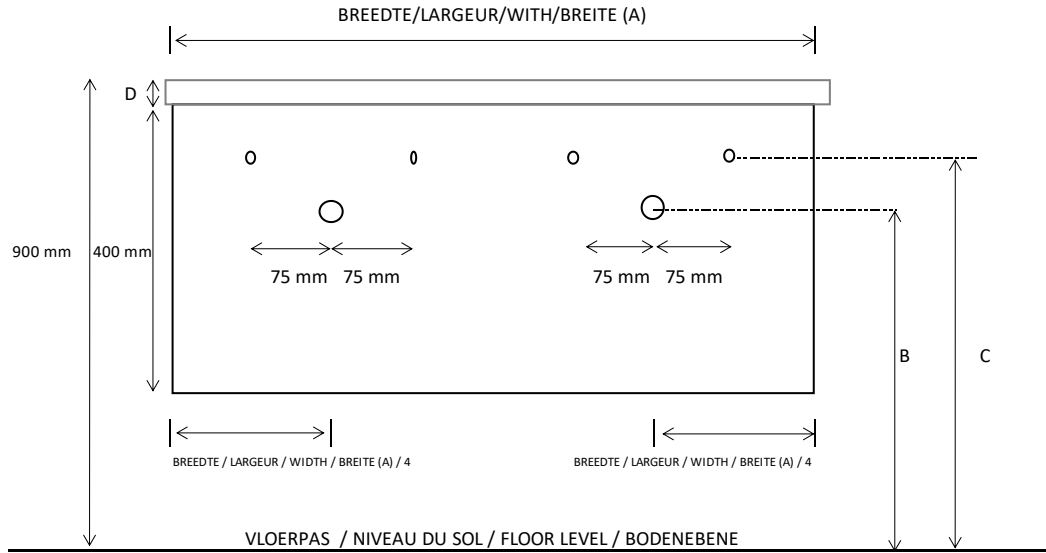 BREEDTE/LARGEUR/WITH/BREITE (A)
D
900 mm
400 mm
75 mm
75 mm
75 mm
75 mm
B
C
BREEDTE / LARGEUR / WIDTH / BREITE (A) / 4
BREEDTE / LARGEUR / WIDTH / BREITE (A) / 4
VLOERPAS / NIVEAU DU SOL / FLOOR LEVEL / BODENEBENE